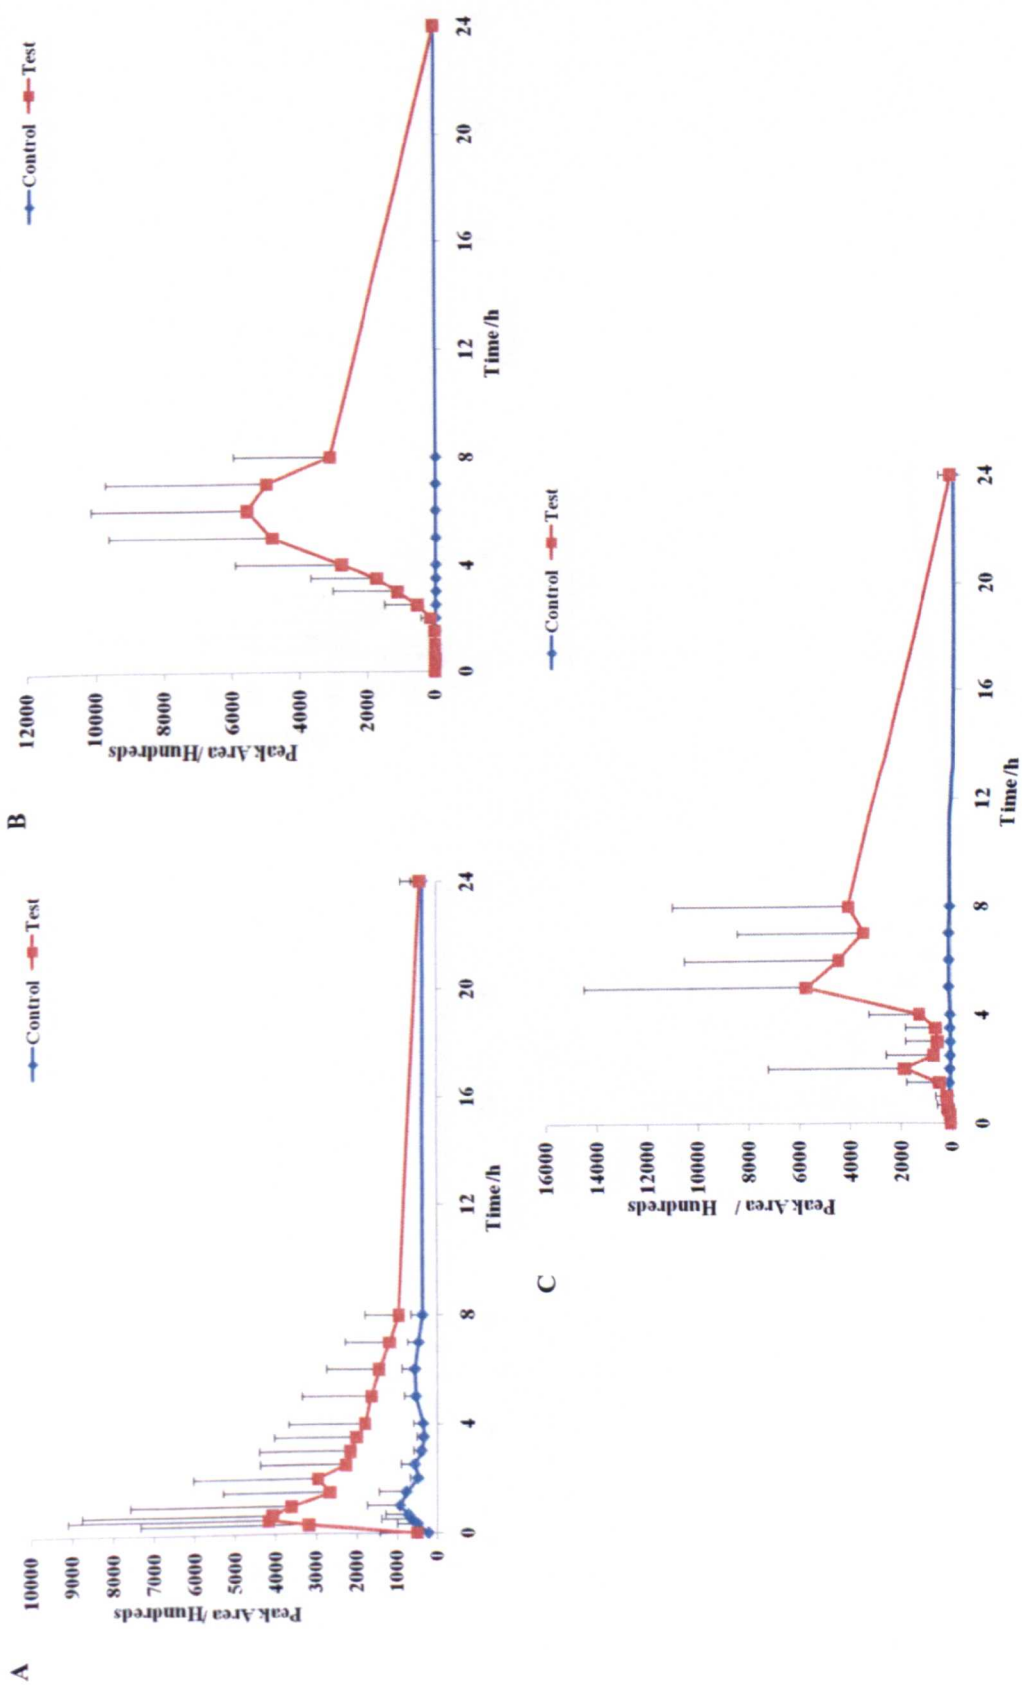 A
Control Test
Peak Area/Hundreds
10000
9000
8000
7000
6000
5000
4000
3000
2000
1000
0
0 4 8 12 16 20 24
Time/h
B
Control Test
Peak Area/Hundreds
12000
10000
8000
6000
4000
2000
0
0 4 8 12 16 20 24
Time/h
C
Control Test
Peak Area / Hundreds
16000
14000
12000
10000
8000
6000
4000
2000
0
0 4 8 12 16 20 24
Time/h